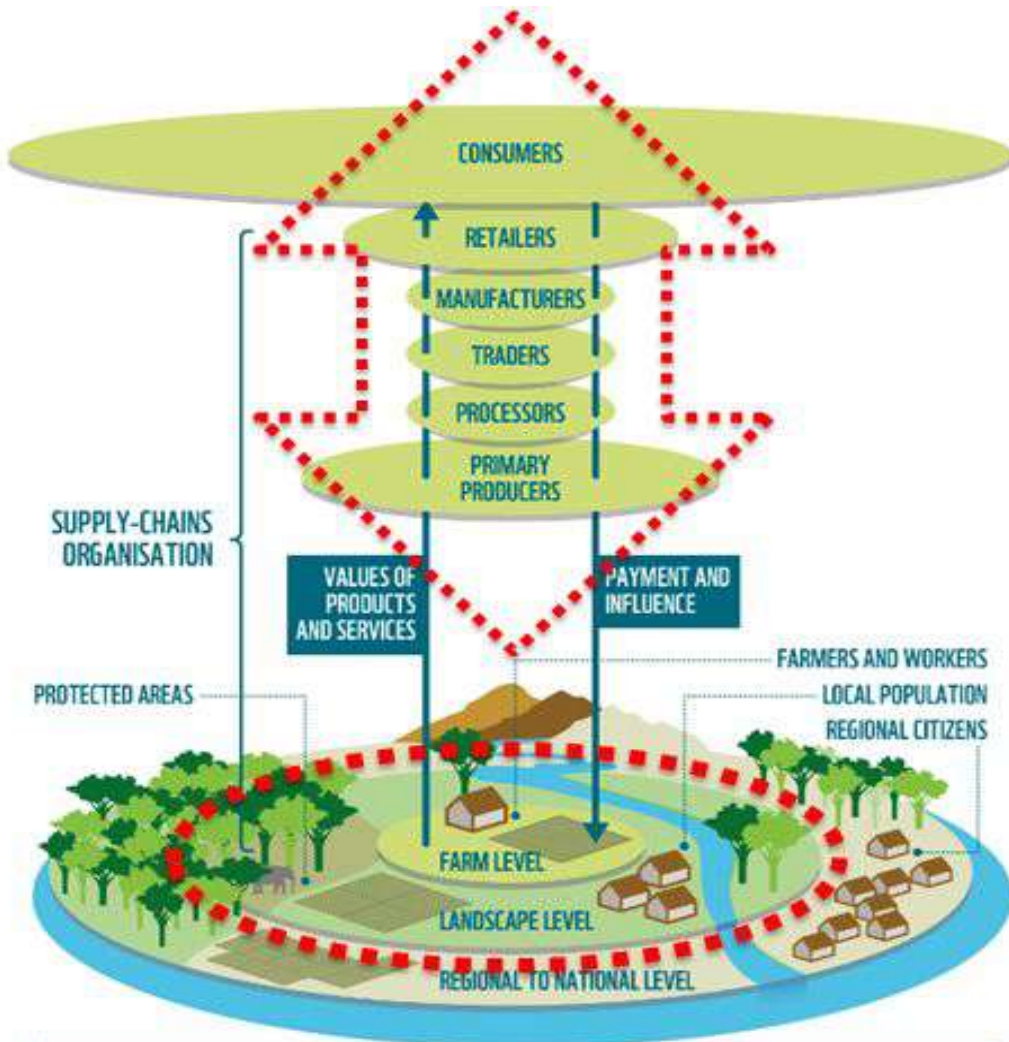 CONSUMERS
RETAILERS
MANUFACTURERS
TRADERS
PROCESSORS
PRIMARY
PRODUCERS
SUPPLY-CHAINS
ORGANISATION
VALUES OF
PRODUCTS
AND SERVICES
PAYMENT AND
INFLUENCE
FARMERS AND WORKERS
PROTECTED AREAS
LOCAL POPULATION
REGIONAL CITIZENS
FARM LEVEL
LANDSCAPE LEVEL
REGIONAL TO NATIONAL LEVEL